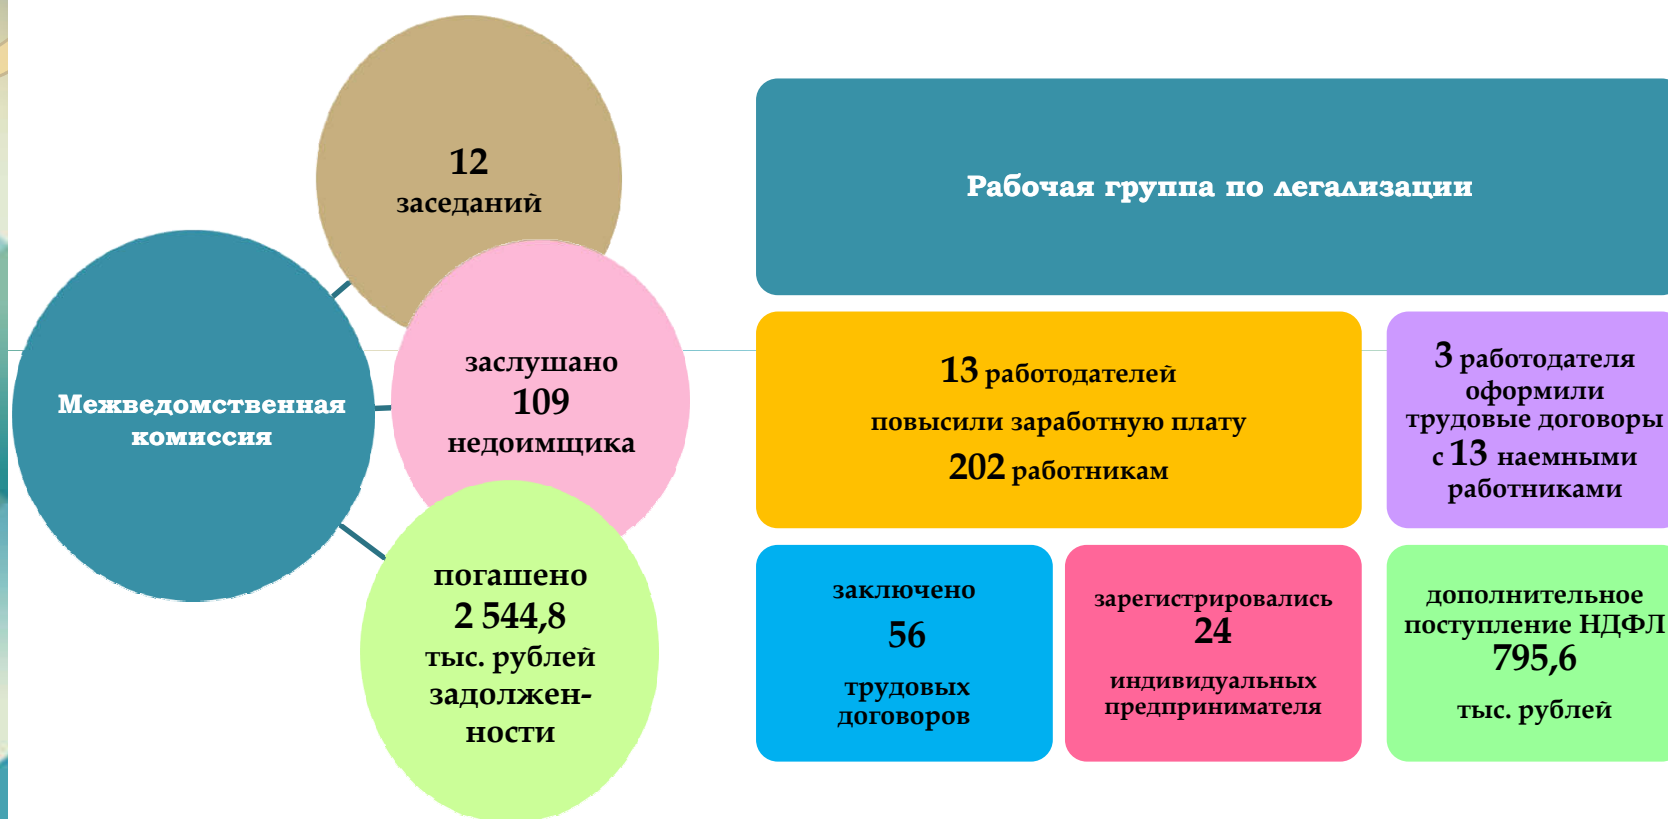 Межведомственная
комиссия
12
заседаний
заслушано
109
недоимщика
погашено
2 544,8
тыс. рублей
задолжен-
ности
Рабочая группа по легализации
13 работодателей
повысили заработную плату
202 работникам
3 работодателя
оформили
трудовые договоры
с 13 наемными
работниками
заключено
56
трудовых
договоров
зарегистрировались
24
индивидуальных
предпринимателя
дополнительное
поступление НДФЛ
795,6
тыс. рублей